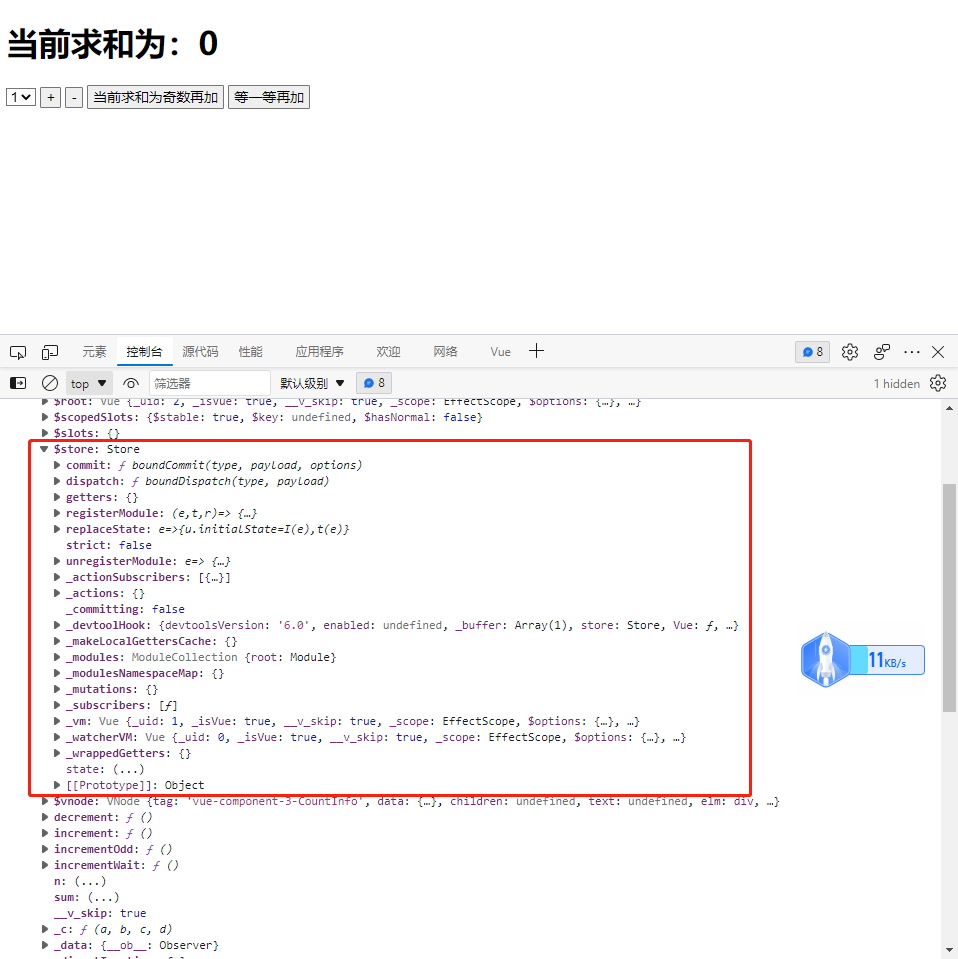 当前求和为：0
1 + - 当前求和为奇数再加 等一等再加
元素 控制台 源代码 性能 应用程序 欢迎 网络 Vue 8
top 筛选器 默认级别 8 1 hidden
$root: Vue {_uid: 2, _isVue: true, __v_skip: true, _scope: EffectScope, $options: {…}, …}
$scopedSlots: {$stable: true, $key: undefined, $hasNormal: false}
$slots: {}
$store: Store
commit: ƒ boundCommit(type, payload, options)
dispatch: ƒ boundDispatch(type, payload)
getters: {}
registerModule: (e,t,r)=> {…}
replaceState: e=>{u.initialState=I(e),t(e)}
strict: false
unregisterModule: e=> {…}
_actionSubscribers: [{…}]
_actions: {}
_committing: false
_devtoolHook: {devtoolsVersion: '6.0', enabled: undefined, _buffer: Array(1), store: Store, Vue: ƒ, …}
_makeLocalGettersCache: {}
_modules: ModuleCollection {root: Module}
_modulesNamespaceMap: {}
_mutations: {}
_subscribers: [ƒ]
_vm: Vue {_uid: 1, _isVue: true, __v_skip: true, _scope: EffectScope, $options: {…}, …}
_watcherVM: Vue {_uid: 0, _isVue: true, __v_skip: true, _scope: EffectScope, $options: {…}, …}
_wrappedGetters: {}
state: (...)
[[Prototype]]: Object
$vnode: VNode {tag: 'vue-component-3-CountInfo', data: {…}, children: undefined, text: undefined, elm: div, …}
decrement: ƒ ()
increment: ƒ ()
incrementOdd: ƒ ()
incrementWait: ƒ ()
n: (...)
sum: (...)
__v_skip: true
_c: ƒ (a, b, c, d)
_data: {__ob__: Observer}
11KB/s